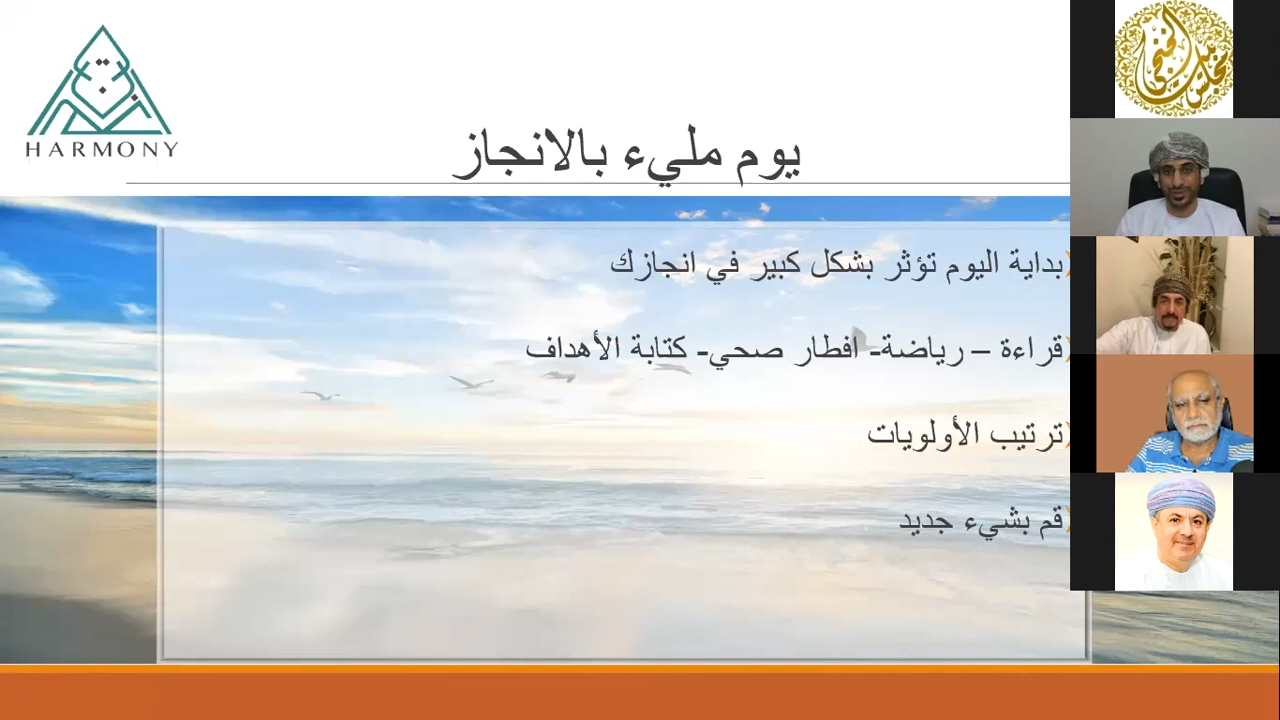 HARMONY
يوم مليء بالانجاز
بداية اليوم تؤثر بشكل كبير في انجازك
قراءة – رياضة- افطار صحي- كتابة الأهداف
ترتيب الأولويات
قم بشيء جديد